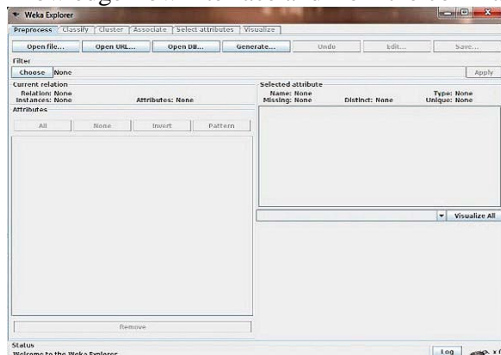 Weka Explorer
Preprocess Classify Cluster Associate Select attributes Visualize
Open file... Open URL... Open DB... Generate... Undo Edit... Save...
Filter
Choose None Apply
Current relation
Relation: None
Instances: None Attributes: None
Selected attribute
Name: None Type: None
Missing: None Distinct: None Unique: None
Attributes
All None Invert Pattern
Visualize All
Remove
Status
Welcome to the Weka Explorer
Log